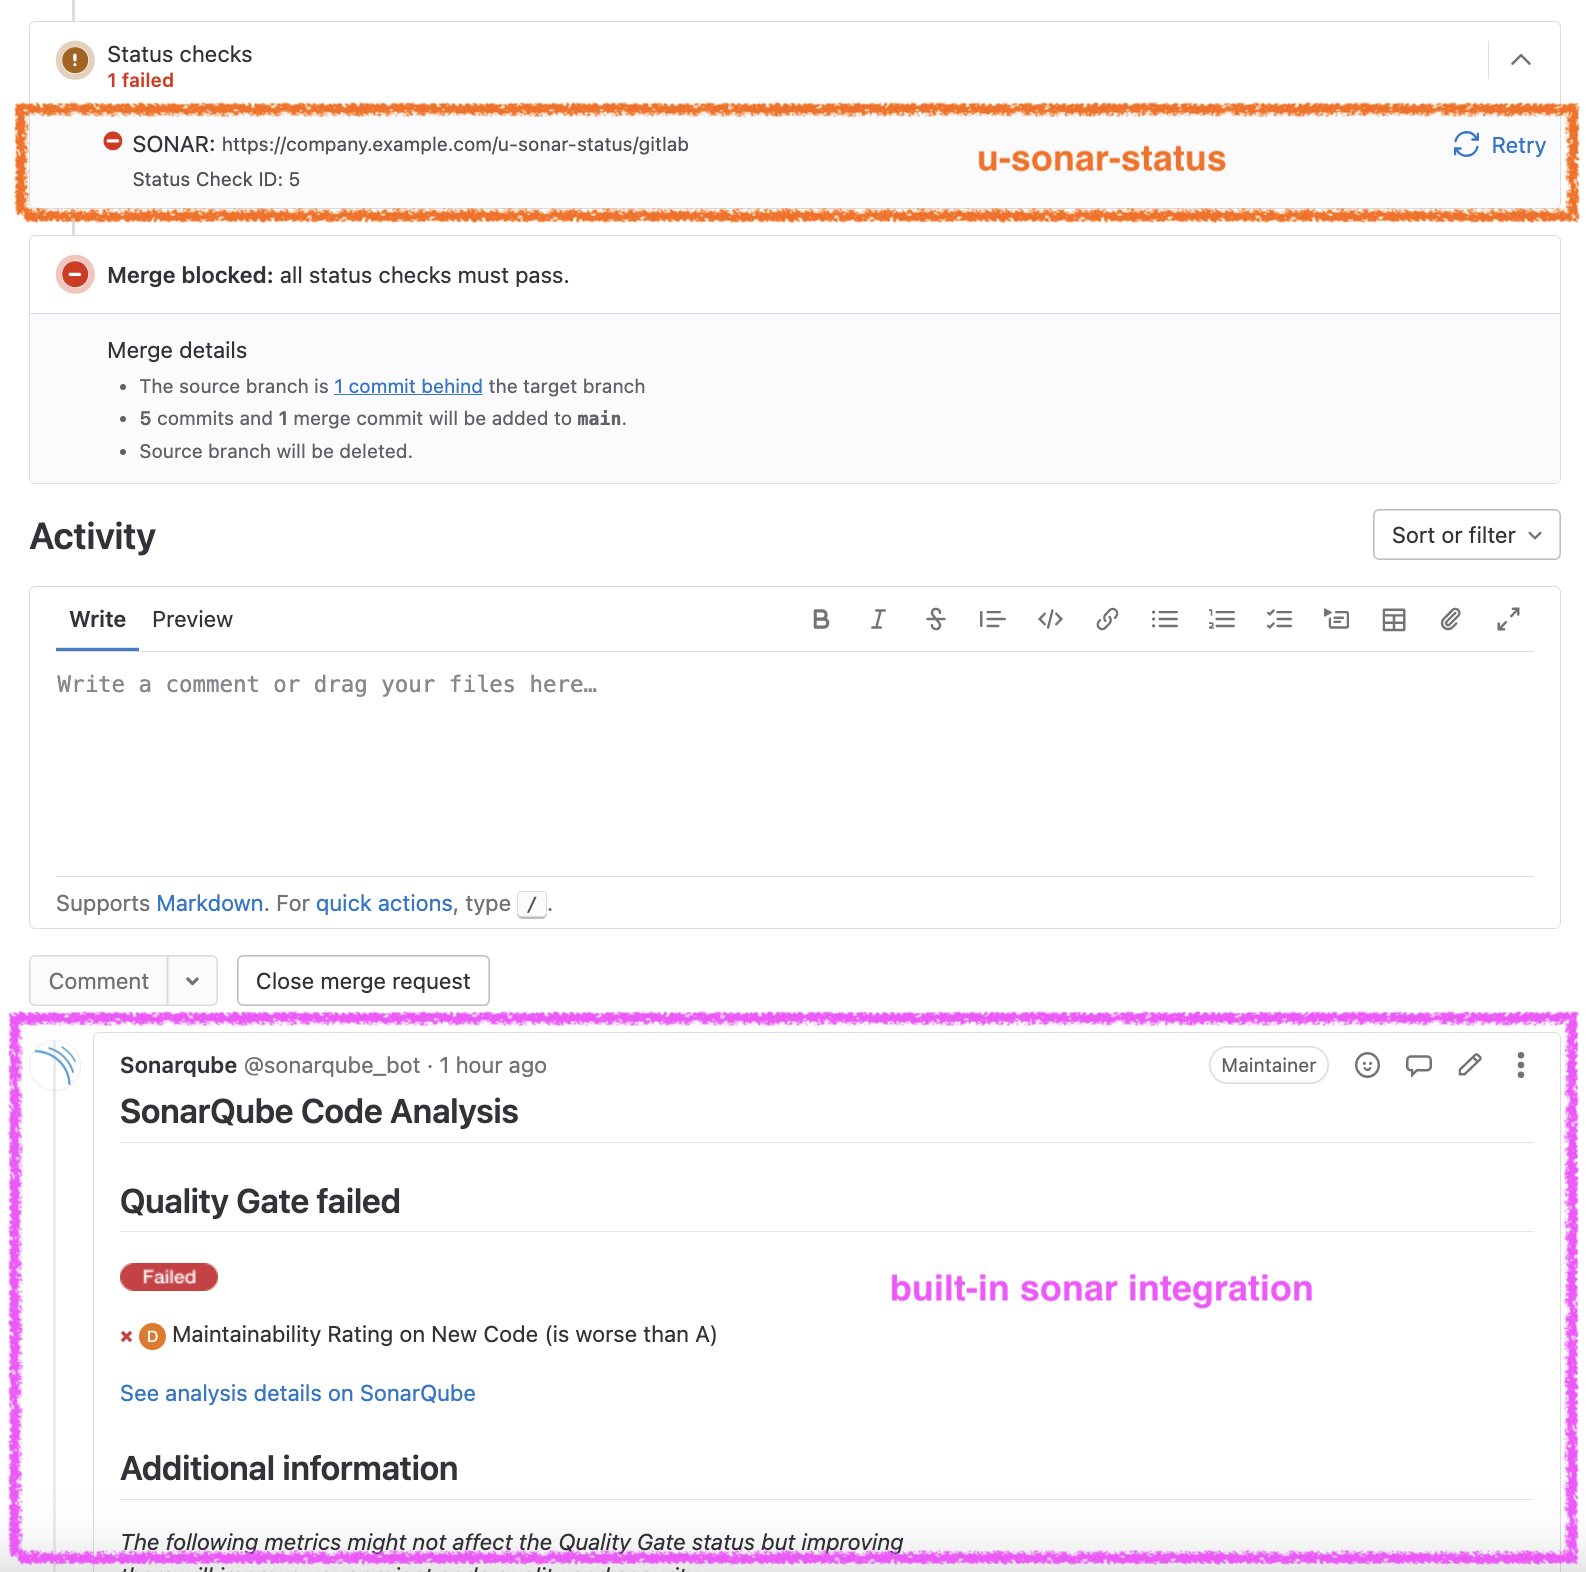 Status checks
1 failed
SONAR: https://company.example.com/u-sonar-status/gitlab
u-sonar-status
Retry
Status Check ID: 5
Merge blocked: all status checks must pass.
Merge details
• The source branch is 1 commit behind the target branch
• 5 commits and 1 merge commit will be added to main.
• Source branch will be deleted.
Activity
Sort or filter
Write Preview
Write a comment or drag your files here…
Supports Markdown. For quick actions, type /.
Comment
Close merge request
Sonarqube @sonarqube_bot · 1 hour ago
Maintainer
SonarQube Code Analysis
Quality Gate failed
Failed
built-in sonar integration
D Maintainability Rating on New Code (is worse than A)
See analysis details on SonarQube
Additional information
The following metrics might not affect the Quality Gate status but improving